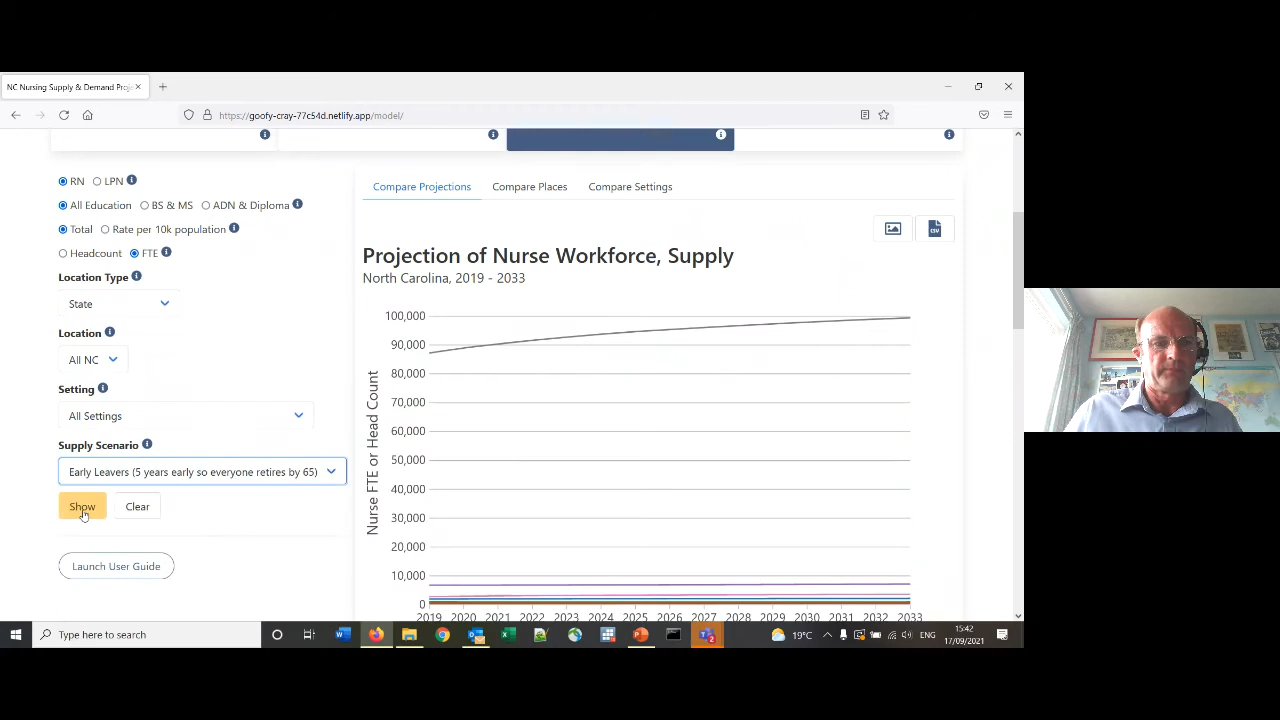 NC Nursing Supply & Demand Proj
https://goofy-cray-77c54d.netlify.app/model/
RN LPN
All Education BS & MS ADN & Diploma
Total Rate per 10k population
Headcount FTE
Location Type
State
Location
All NC
Setting
All Settings
Supply Scenario
Early Leavers (5 years early so everyone retires by 65)
Show Clear
Launch User Guide
Compare Projections Compare Places Compare Settings
CSV
Projection of Nurse Workforce, Supply
North Carolina, 2019 - 2033
Nurse FTE or Head Count
100,000
90,000
80,000
70,000
60,000
50,000
40,000
30,000
20,000
10,000
0
2019 2020 2021 2022 2023 2024 2025 2026 2027 2028 2029 2030 2031 2032 2033
Type here to search
19°C ENG
15:42
17/09/2021